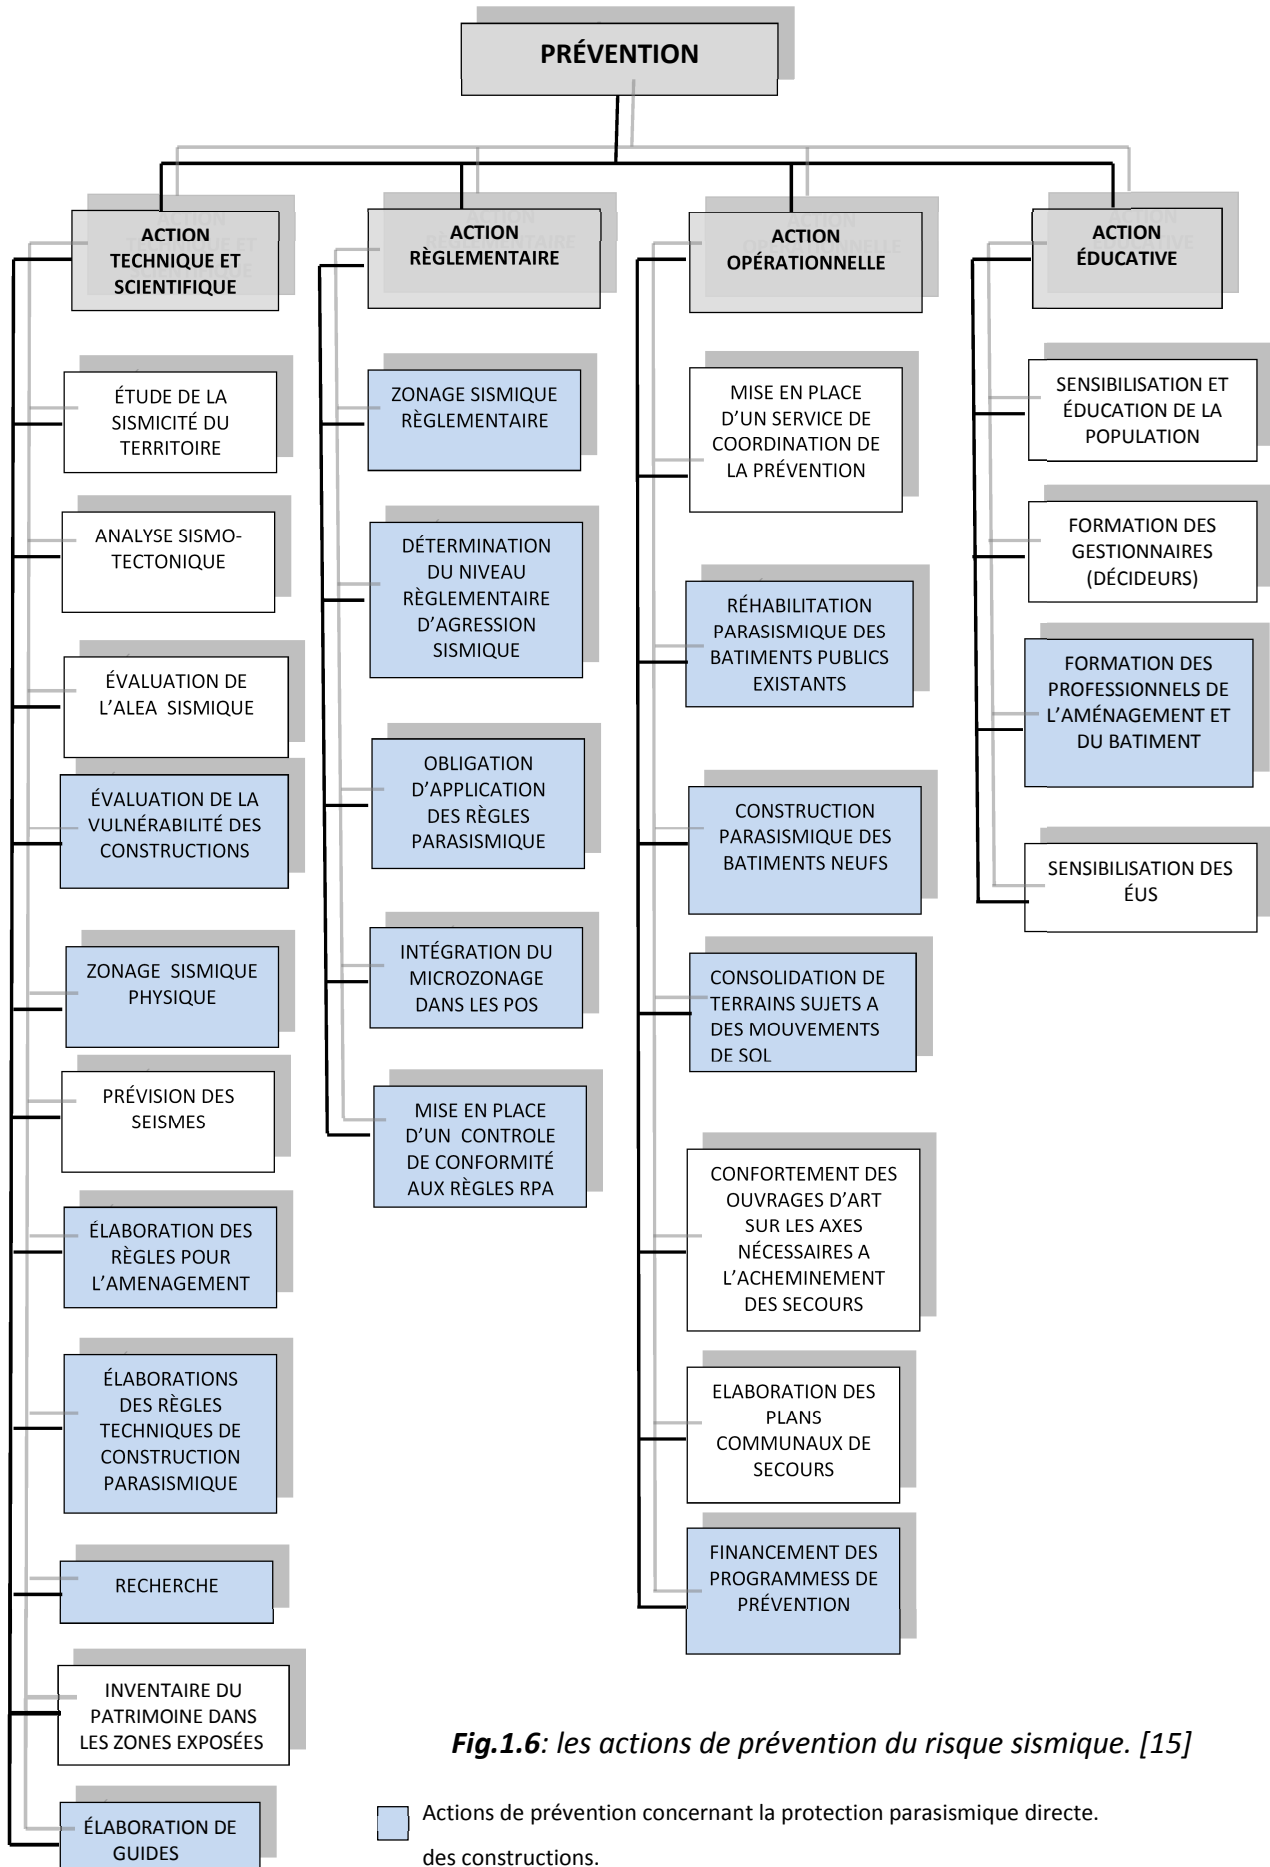 PRÉVENTION
ACTION
TECHNIQUE ET
SCIENTIFIQUE
ÉTUDE DE LA
SISMICITÉ DU
TERRITOIRE
ANALYSE SISMO-
TECTONIQUE
ÉVALUATION DE
L’ALEA SISMIQUE
ÉVALUATION DE LA
VULNÉRABILITÉ DES
CONSTRUCTIONS
ZONAGE SISMIQUE
PHYSIQUE
PRÉVISION DES
SEISMES
ÉLABORATION DES
RÈGLES POUR
L’AMENAGEMENT
ÉLABORATIONS
DES RÈGLES
TECHNIQUES DE
CONSTRUCTION
PARASISMIQUE
RECHERCHE
INVENTAIRE DU
PATRIMOINE DANS
LES ZONES EXPOSÉES
ÉLABORATION DE
GUIDES
ACTION
RÈGLEMENTAIRE
ZONAGE SISMIQUE
RÈGLEMENTAIRE
DÉTERMINATION
DU NIVEAU
RÈGLEMENTAIRE
D’AGRESSION
SISMIQUE
OBLIGATION
D’APPLICATION
DES RÈGLES
PARASISMIQUE
INTÉGRATION DU
MICROZONAGE
DANS LES POS
MISE EN PLACE
D’UN CONTROLE
DE CONFORMITÉ
AUX RÈGLES RPA
ACTION
OPÉRATIONNELLE
MISE EN PLACE
D’UN SERVICE DE
COORDINATION DE
LA PRÉVENTION
RÉHABILITATION
PARASISMIQUE DES
BATIMENTS PUBLICS
EXISTANTS
CONSTRUCTION
PARASISMIQUE DES
BATIMENTS NEUFS
CONSOLIDATION DE
TERRAINS SUJETS A
DES MOUVEMENTS
DE SOL
CONFORTEMENT DES
OUVRAGES D’ART
SUR LES AXES
NÉCESSAIRES A
L’ACHEMINEMENT
DES SECOURS
ELABORATION DES
PLANS
COMMUNAUX DE
SECOURS
FINANCEMENT DES
PROGRAMMESS DE
PRÉVENTION
ACTION
ÉDUCATIVE
SENSIBILISATION ET
ÉDUCATION DE LA
POPULATION
FORMATION DES
GESTIONNAIRES
(DÉCIDEURS)
FORMATION DES
PROFESSIONNELS DE
L’AMÉNAGEMENT ET
DU BATIMENT
SENSIBILISATION DES
ÉUS
Fig.1.6: les actions de prévention du risque sismique. [15]
Actions de prévention concernant la protection parasismique directe.
des constructions.